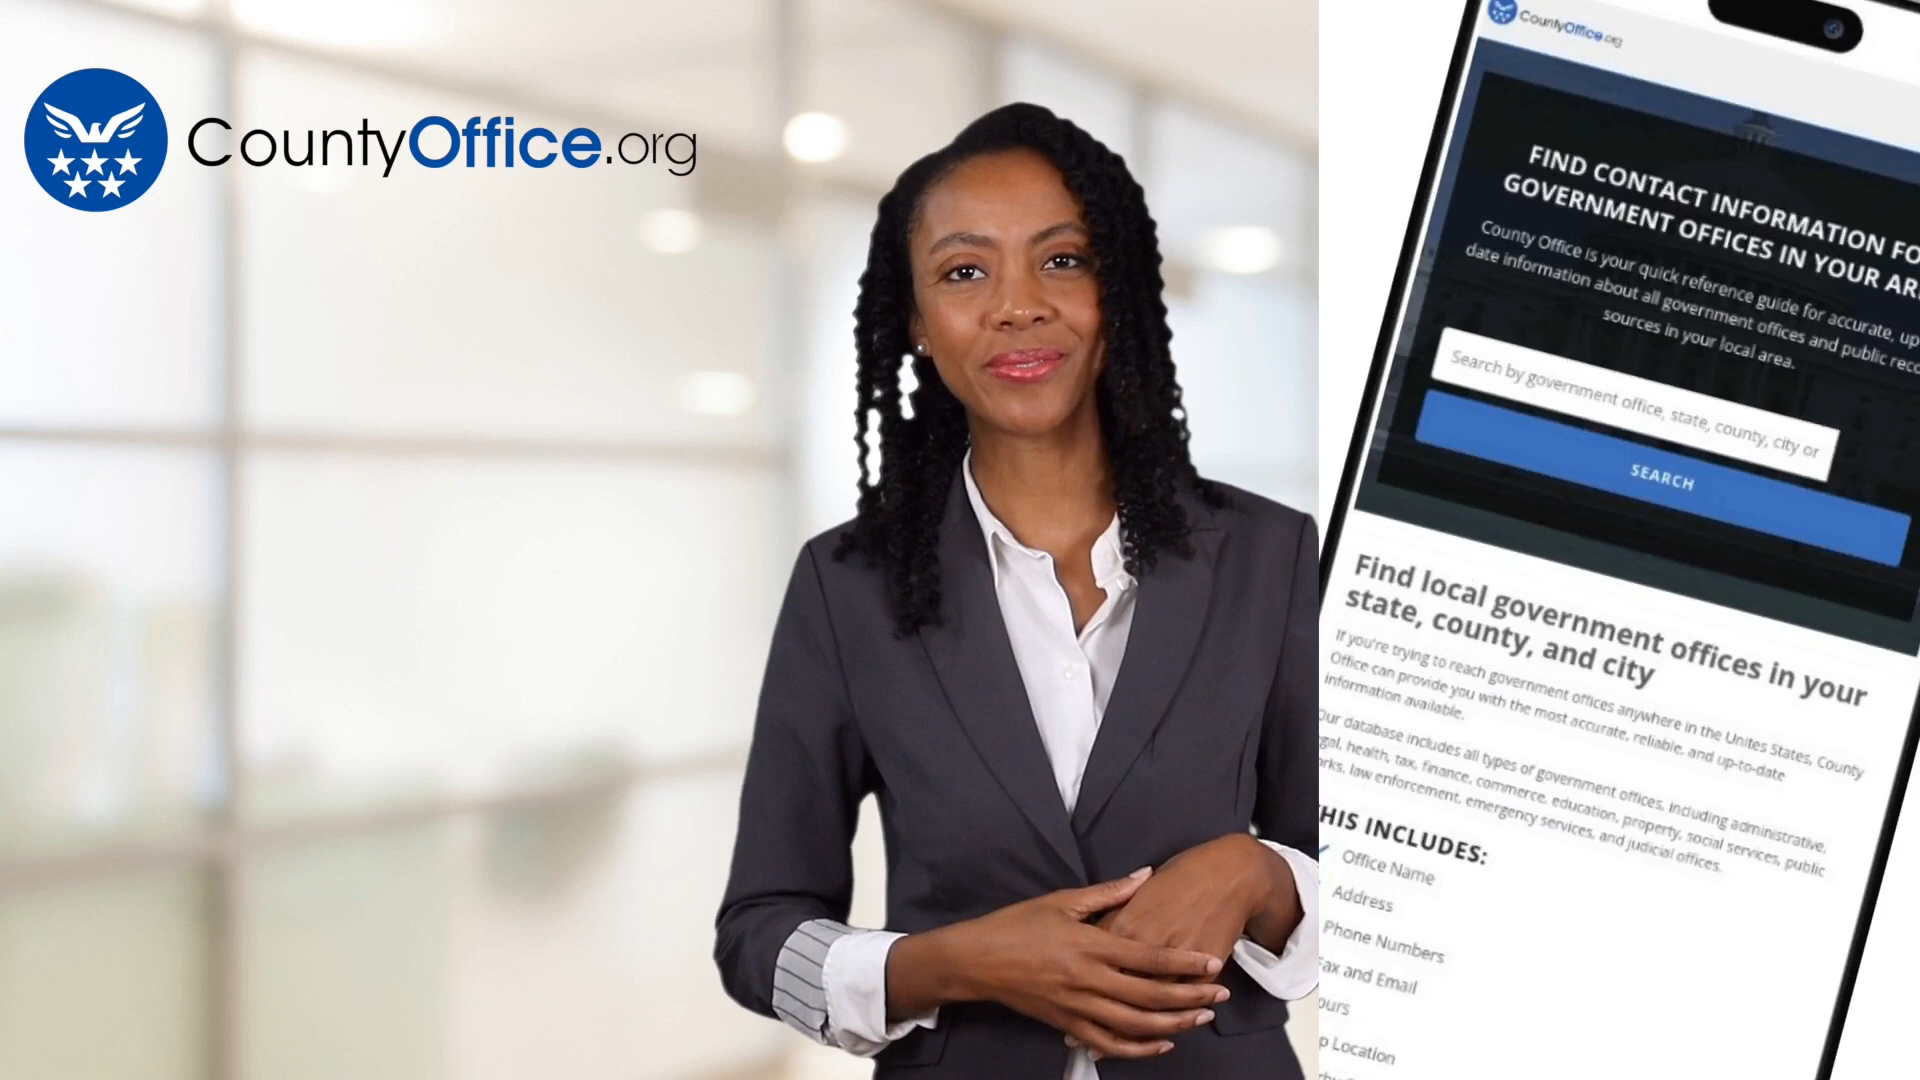 CountyOffice.org
CountyOffice.org
FIND CONTACT INFORMATION FO
GOVERNMENT OFFICES IN YOUR AR
County Office is your quick reference guide for accurate, up
date information about all government offices and public reco
sources in your local area.
Search by government office, state, county, city or
SEARCH
Find local government offices in your
state, county, and city
If you're trying to reach government offices anywhere in the Unites States, County
Office can provide you with the most accurate, reliable, and up-to-date
information available.
Our database includes all types of government offices, including administrative,
gal, health, tax, finance, commerce, education, property, social services, public
orks, law enforcement, emergency services, and judicial offices.
HIS INCLUDES:
Office Name
Address
Phone Numbers
Fax and Email
ours
p Location